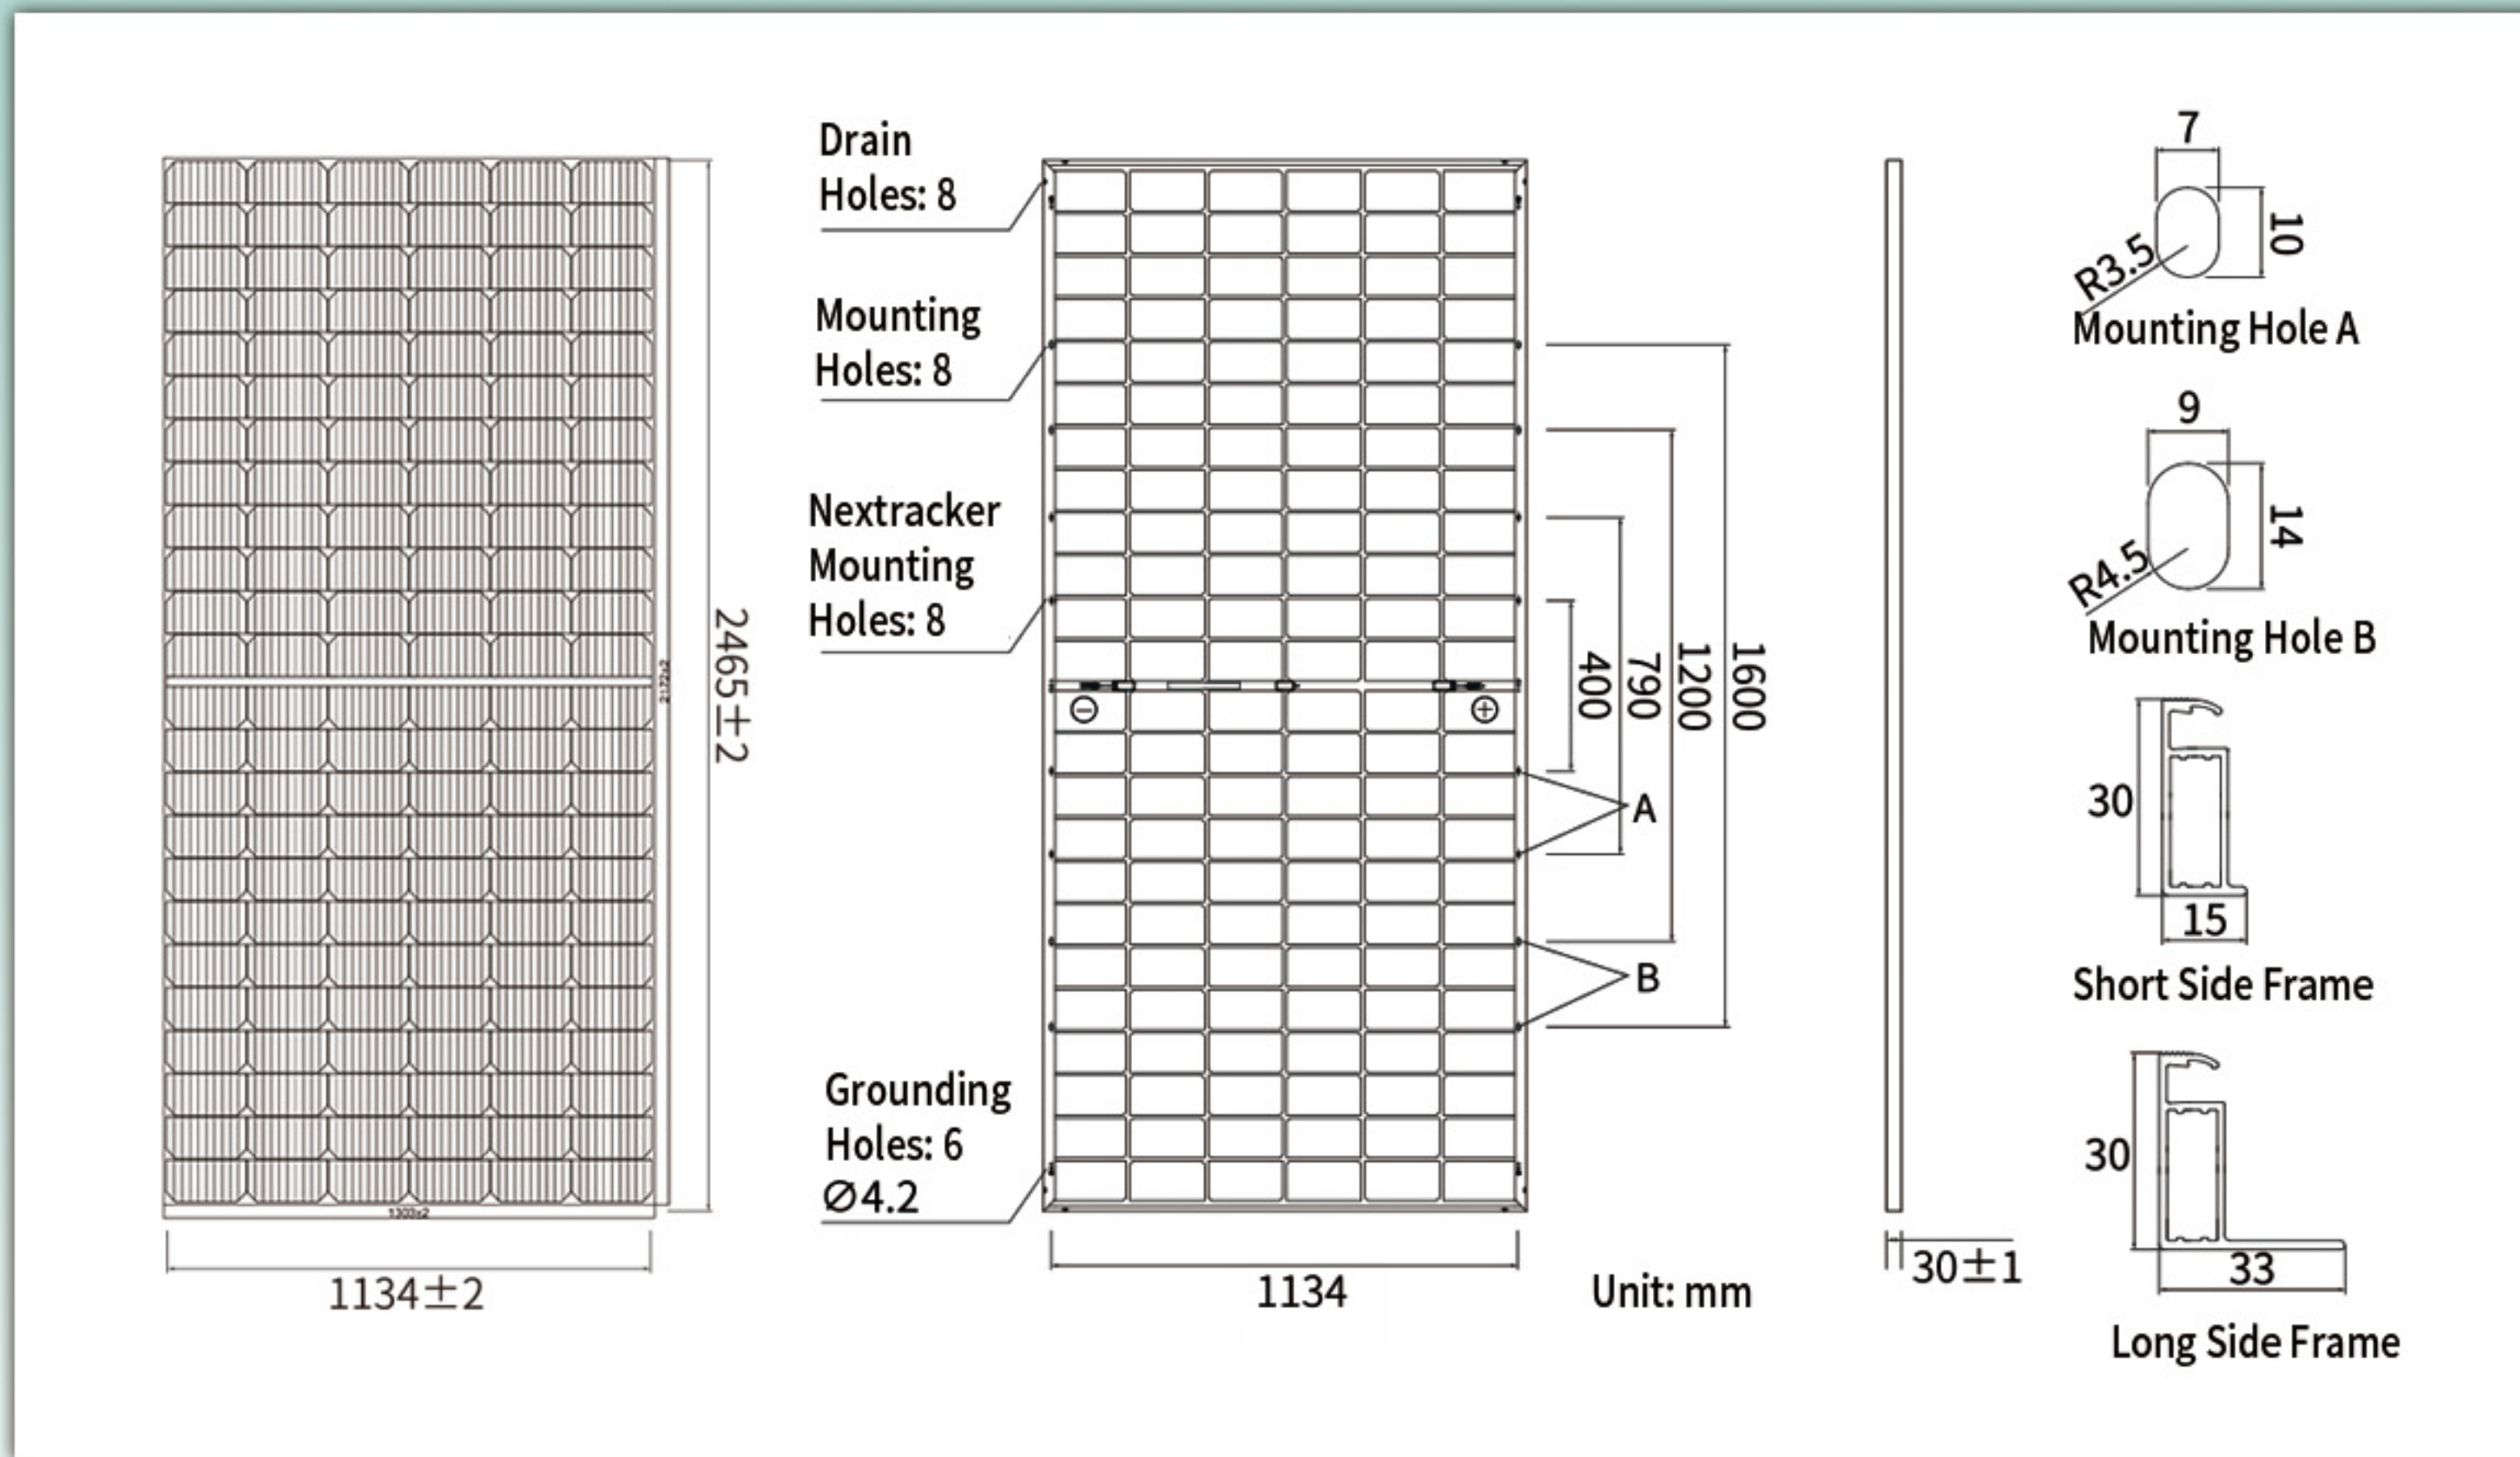 2465±2
1134±2
Drain
Holes: 8
Mounting
Holes: 8
Nextracker
Mounting
Holes: 8
Grounding
Holes: 6
Ø4.2
400
790
1200
1600
A
B
1134
Unit: mm
30±1
7
10
R3.5
Mounting Hole A
9
14
R4.5
Mounting Hole B
30
15
Short Side Frame
30
33
Long Side Frame